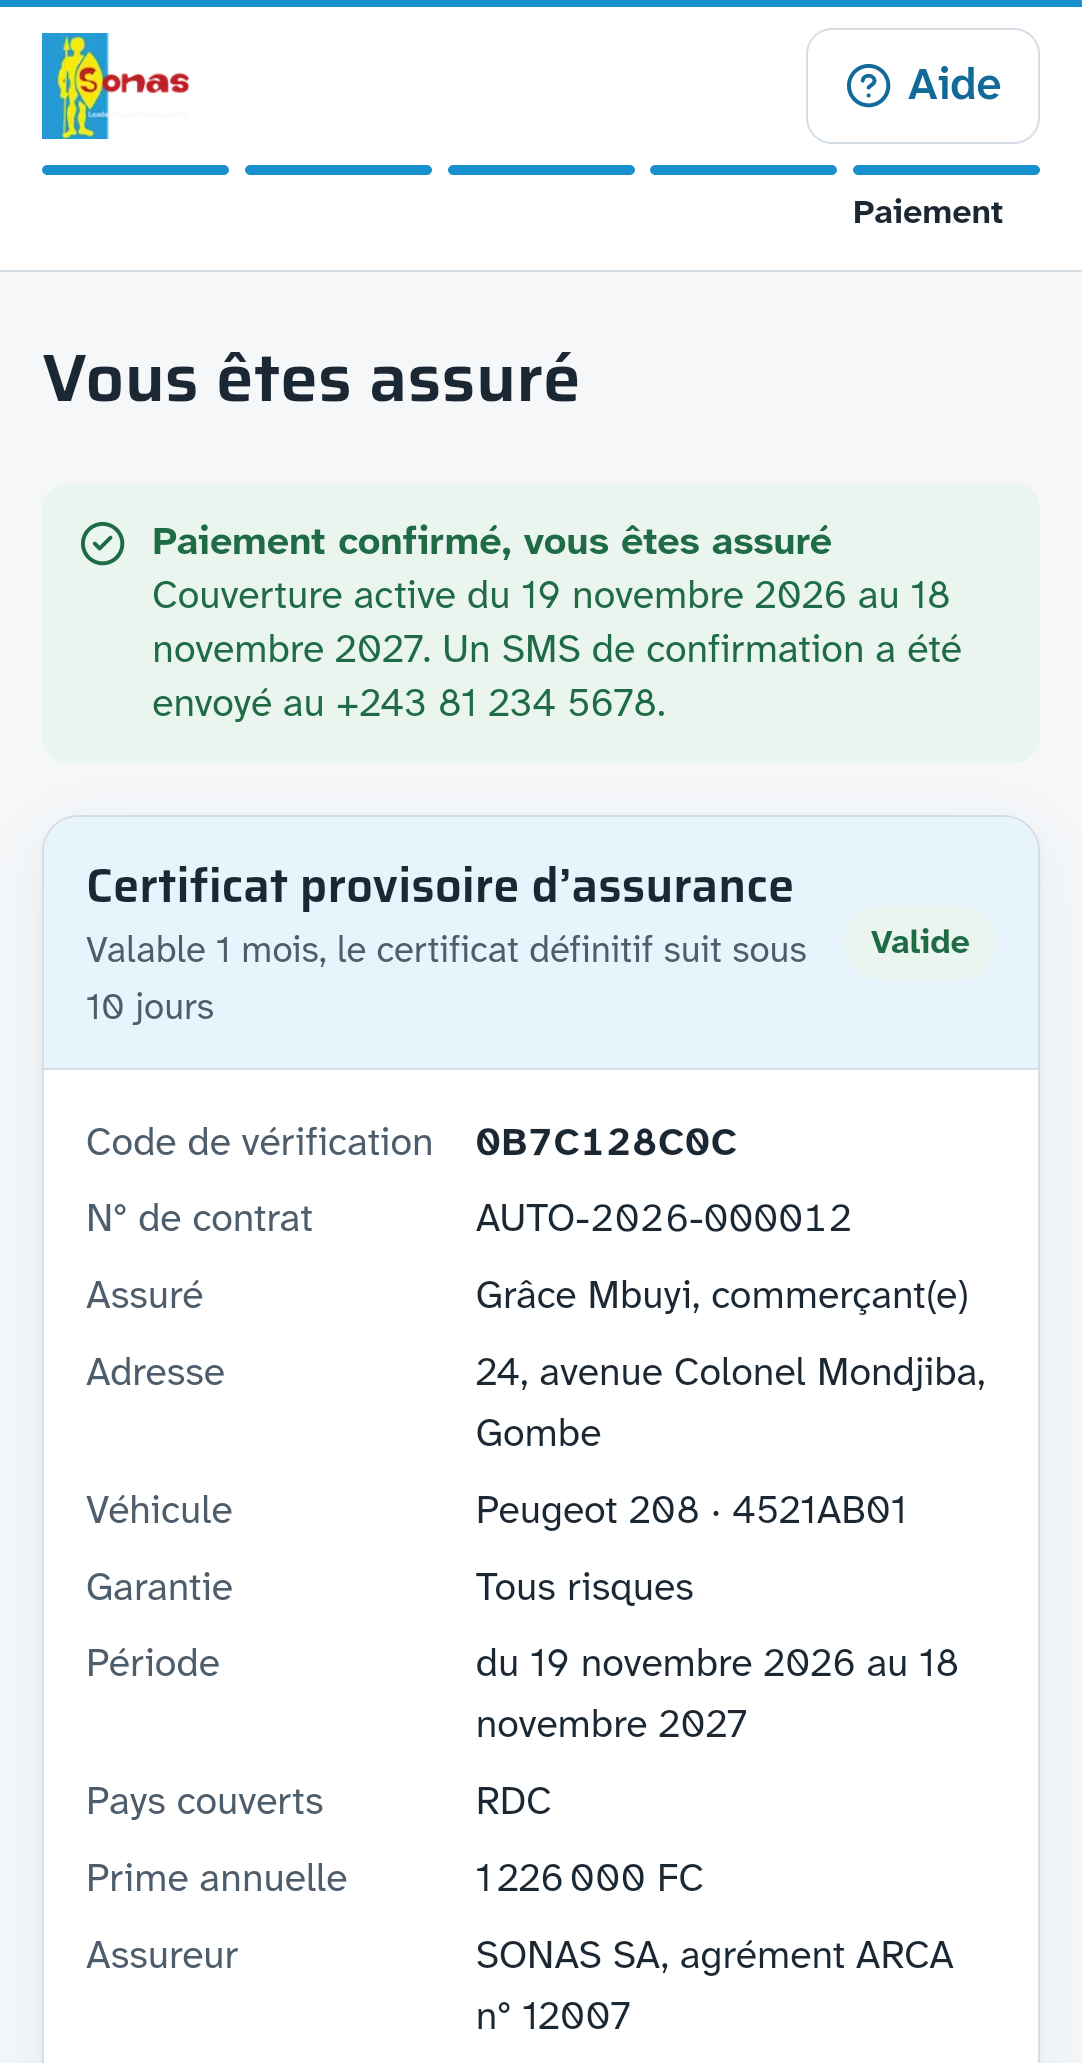 Sonas
Aide
Paiement
Vous êtes assuré
Paiement confirmé, vous êtes assuré
Couverture active du 19 novembre 2026 au 18
novembre 2027. Un SMS de confirmation a été
envoyé au +243 81 234 5678.
Certificat provisoire d’assurance
Valable 1 mois, le certificat définitif suit sous
10 jours
Valide
Code de vérification 0B7C128C0C
N° de contrat AUTO-2026-000012
Assuré Grâce Mbuyi, commerçant(e)
Adresse 24, avenue Colonel Mondjiba,
Gombe
Véhicule Peugeot 208 · 4521AB01
Garantie Tous risques
Période du 19 novembre 2026 au 18
novembre 2027
Pays couverts RDC
Prime annuelle 1 226 000 FC
Assureur SONAS SA, agrément ARCA
n° 12007